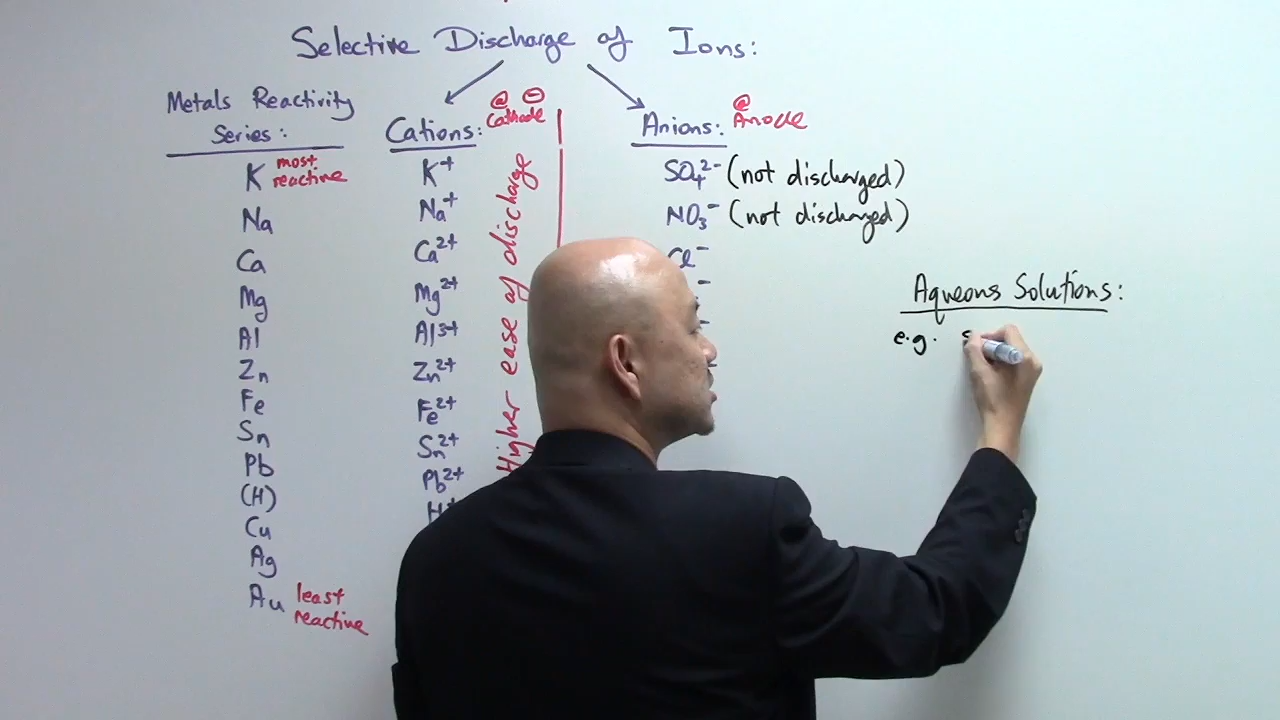 Selective Discharge of Ions:
Metals Reactivity
Series:
K most
reactive
Na
Ca
Mg
Al
Zn
Fe
Sn
Pb
(H)
Cu
Ag
Au least
reactive
Cations: @ ⊖
Cathode
K⁺
Na⁺
Ca²⁺
Mg²⁺
Al³⁺
Zn²⁺
Fe²⁺
Sn²⁺
Pb²⁺
H⁺
Higher ease of discharge
Anions: @
Anode
SO₄²⁻ (not discharged)
NO₃⁻ (not discharged)
Cl⁻
Aqueous Solutions:
e.g.